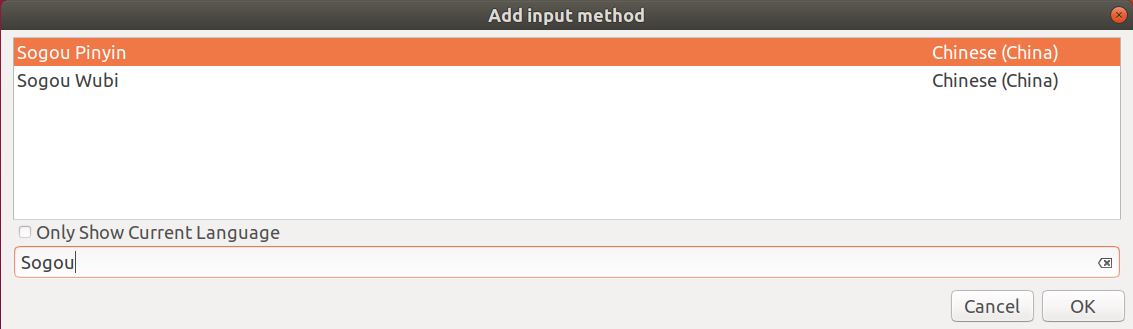 Add input method
Sogou Pinyin Chinese (China)
Sogou Wubi Chinese (China)
Only Show Current Language
Sogou
Cancel OK